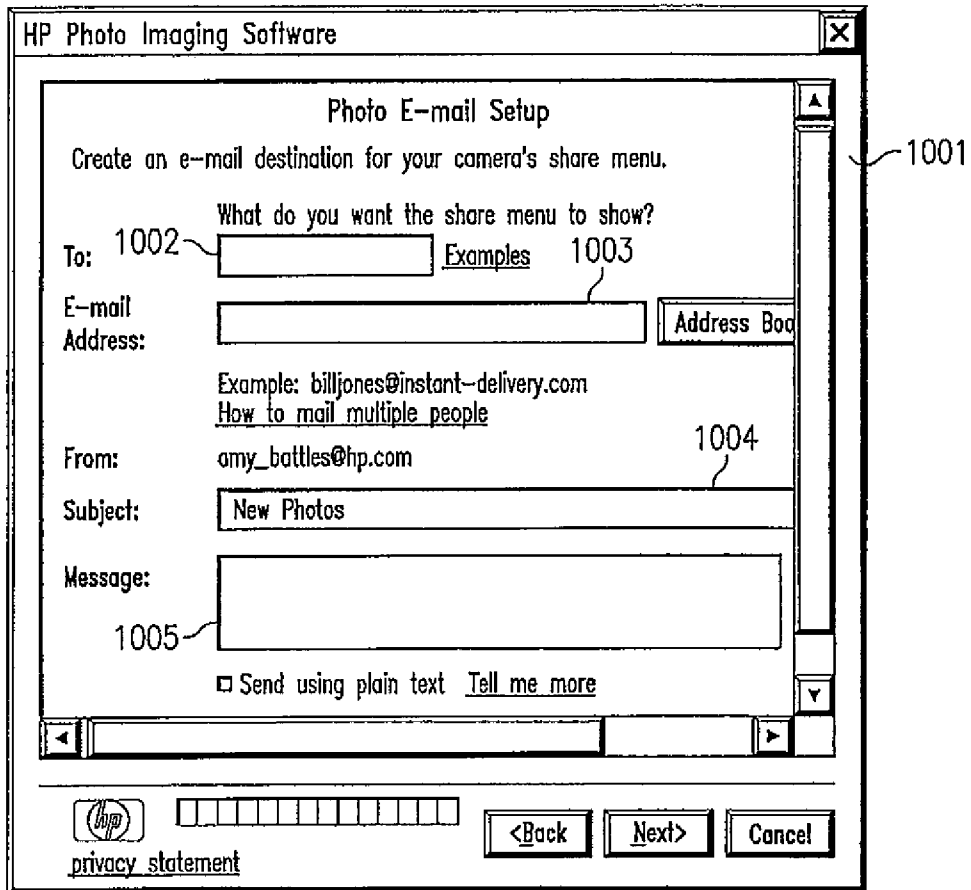 HP Photo Imaging Software
Photo E-mail Setup
Create an e-mail destination for your camera's share menu.
1001
What do you want the share menu to show?
To: 1002 Examples 1003
E-mail Address: Address Boo
Example: billjones@instant-delivery.com
How to mail multiple people
1004
From: amy_battles@hp.com
Subject: New Photos
Message:
1005
Send using plain text Tell me more
hp
<Back Next> Cancel
privacy statement